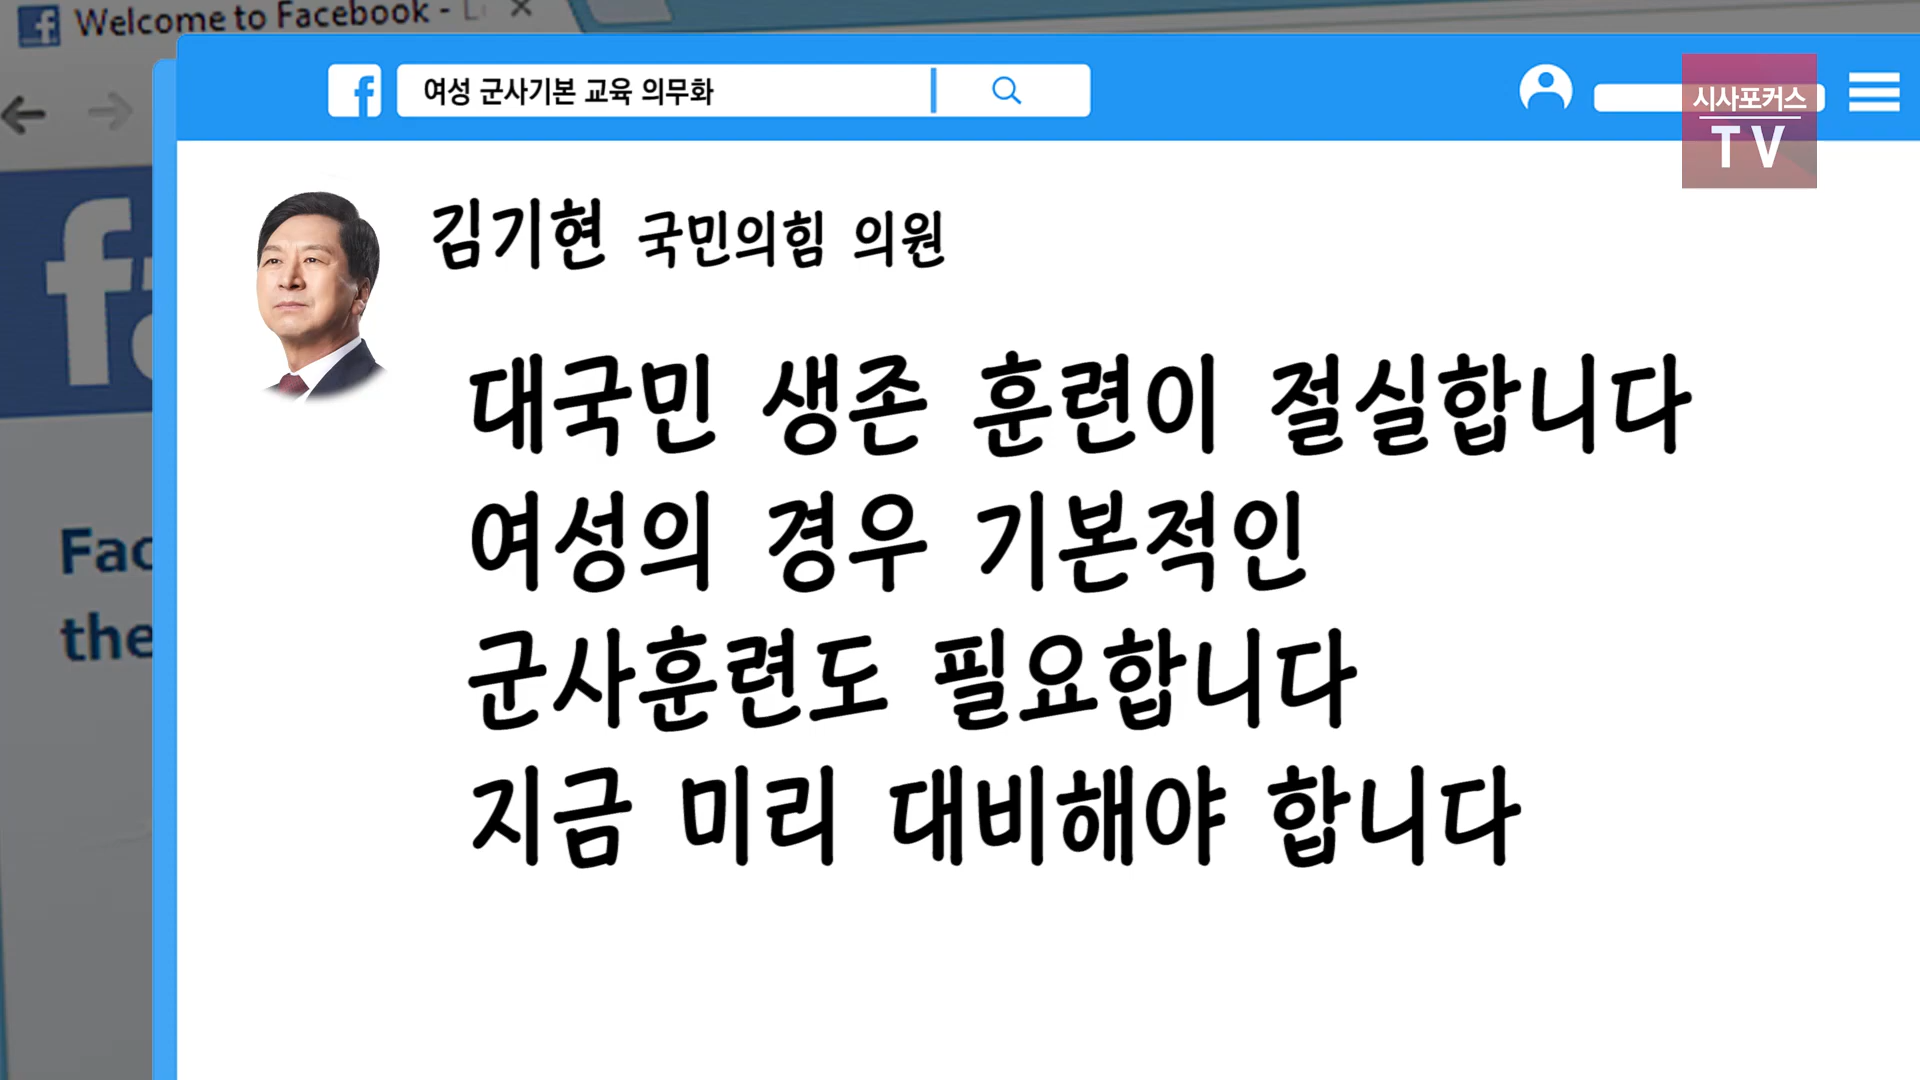 Welcome to Facebook -
여성 군사기본 교육 의무화
시사포커스
TV
김기현 국민의힘 의원
대국민 생존 훈련이 절실합니다
여성의 경우 기본적인
군사훈련도 필요합니다
지금 미리 대비해야 합니다
Fac
the